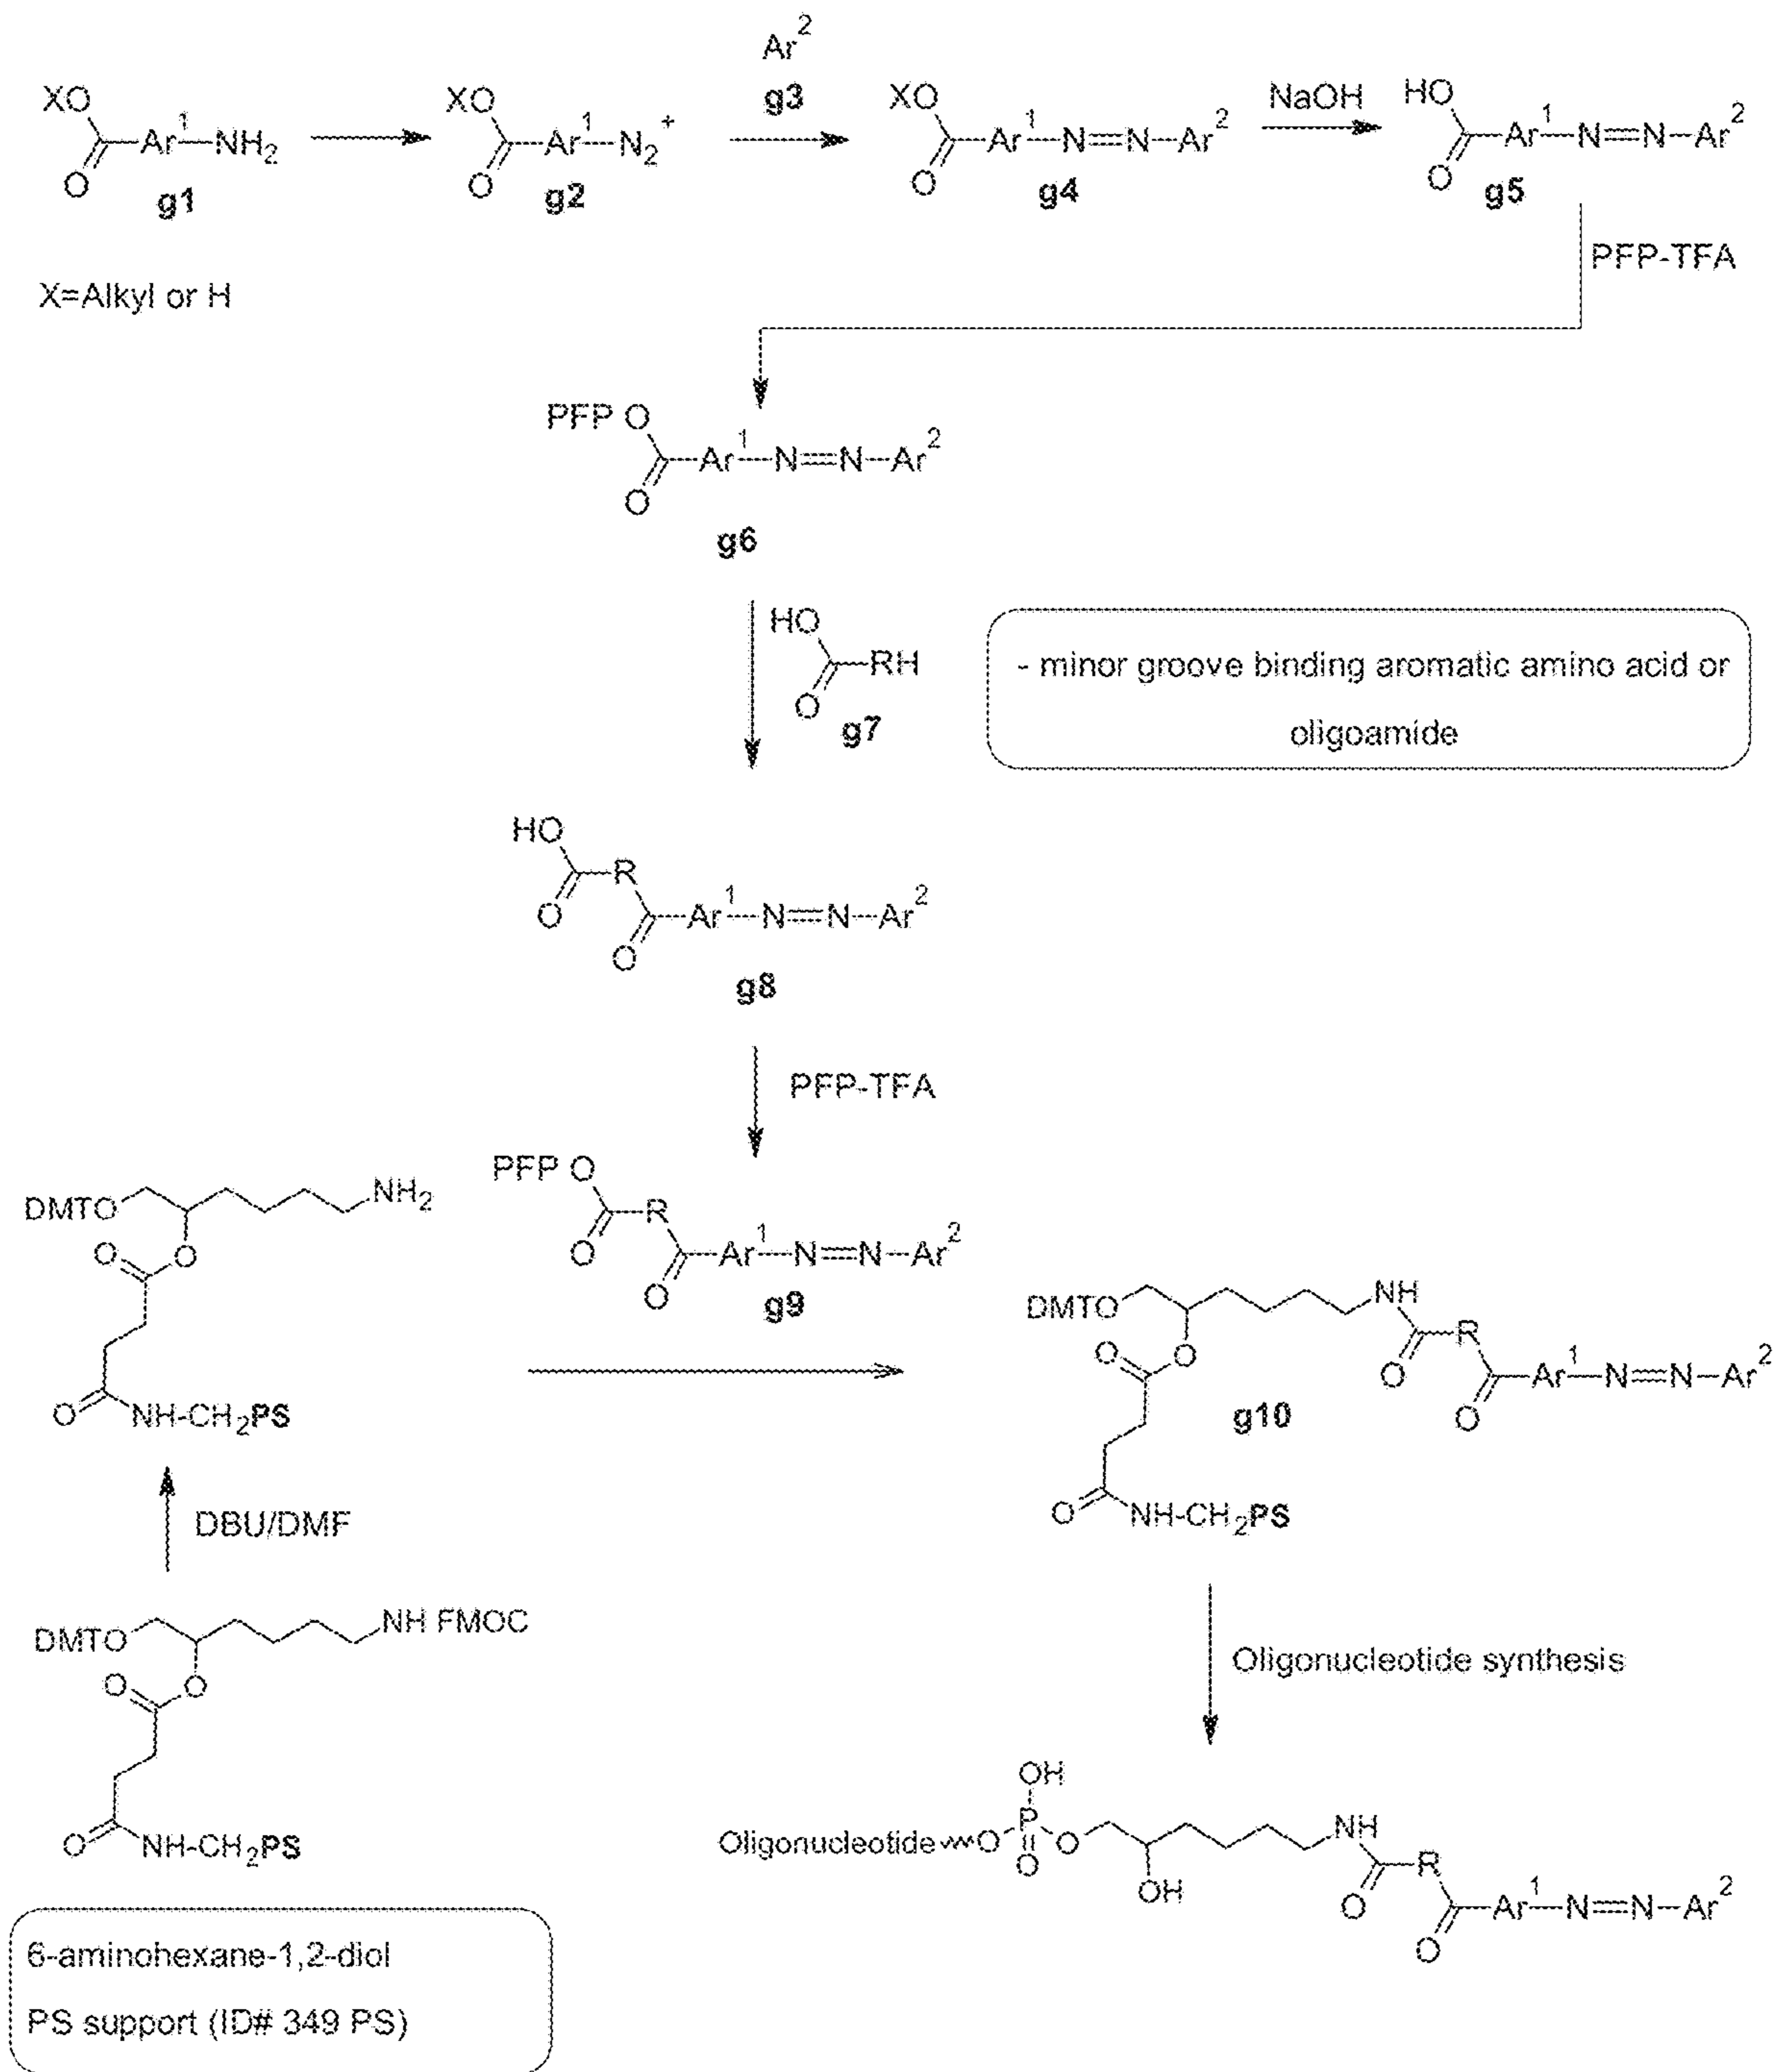 Ar2
g3
XO Ar1 NH2
O
g1
XO Ar1 N2+
O
g2
XO Ar1 N=N Ar2
O
g4
NaOH
HO Ar1 N=N Ar2
O
g5
X=Alkyl or H
PFP-TFA
PFP O
Ar1 N=N Ar2
O
g6
HO
RH
O
g7
- minor groove binding aromatic amino acid or
oligoamide
HO
R
O
Ar1 N=N Ar2
O
g8
PFP-TFA
PFP O
R
O
Ar1 N=N Ar2
O
g9
DMTO NH2
O O
O NH-CH2PS
DMTO NH
R
O
O O
Ar1 N=N Ar2
O
g10
O NH-CH2PS
DBU/DMF
DMTO NH FMOC
O O
O NH-CH2PS
Oligonucleotide synthesis
OH
Oligonucleotide O P O NH
O
OH
R
O
Ar1 N=N Ar2
O
6-aminohexane-1,2-diol
PS support (ID# 349 PS)